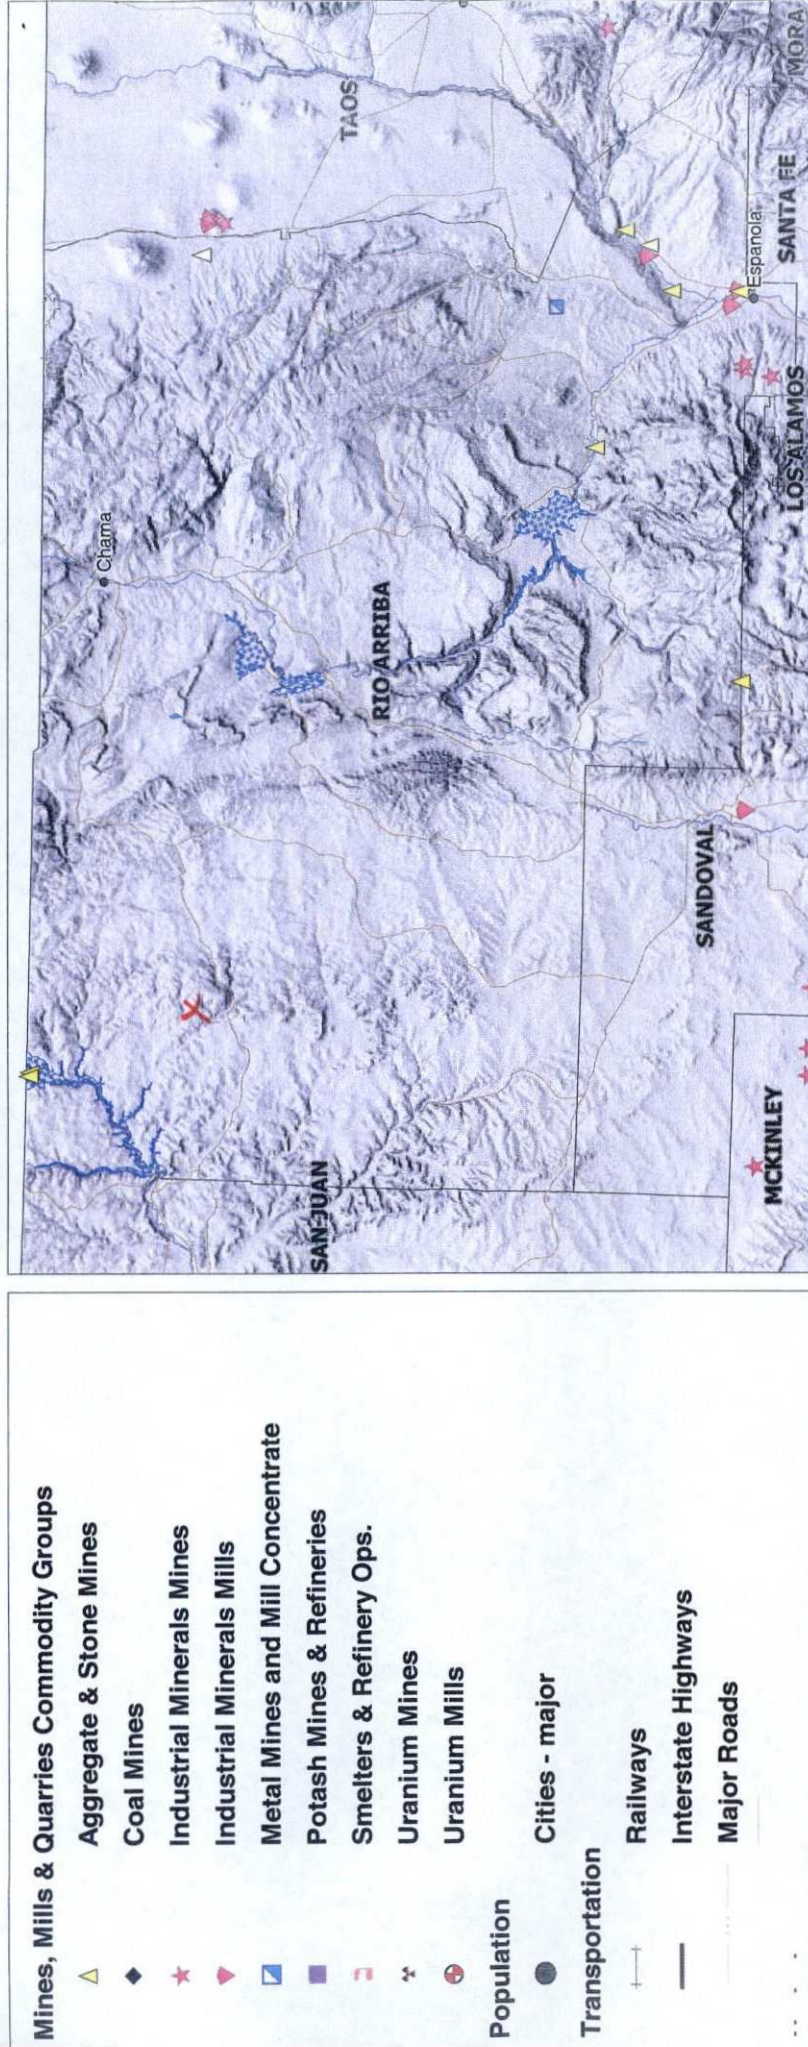 Mines, Mills & Quarries Commodity Groups
Aggregate & Stone Mines
Coal Mines
Industrial Minerals Mines
Industrial Minerals Mills
Metal Mines and Mill Concentrate
Potash Mines & Refineries
Smelters & Refinery Ops.
Uranium Mines
Uranium Mills
Population
Cities - major
Transportation
Railways
Interstate Highways
Major Roads
Chama
TAOS
SAN JUAN
RIO ARRIBA
SANDOVAL
Espanola
MCKINLEY
LOS ALAMOS
SANTA FE
MORA